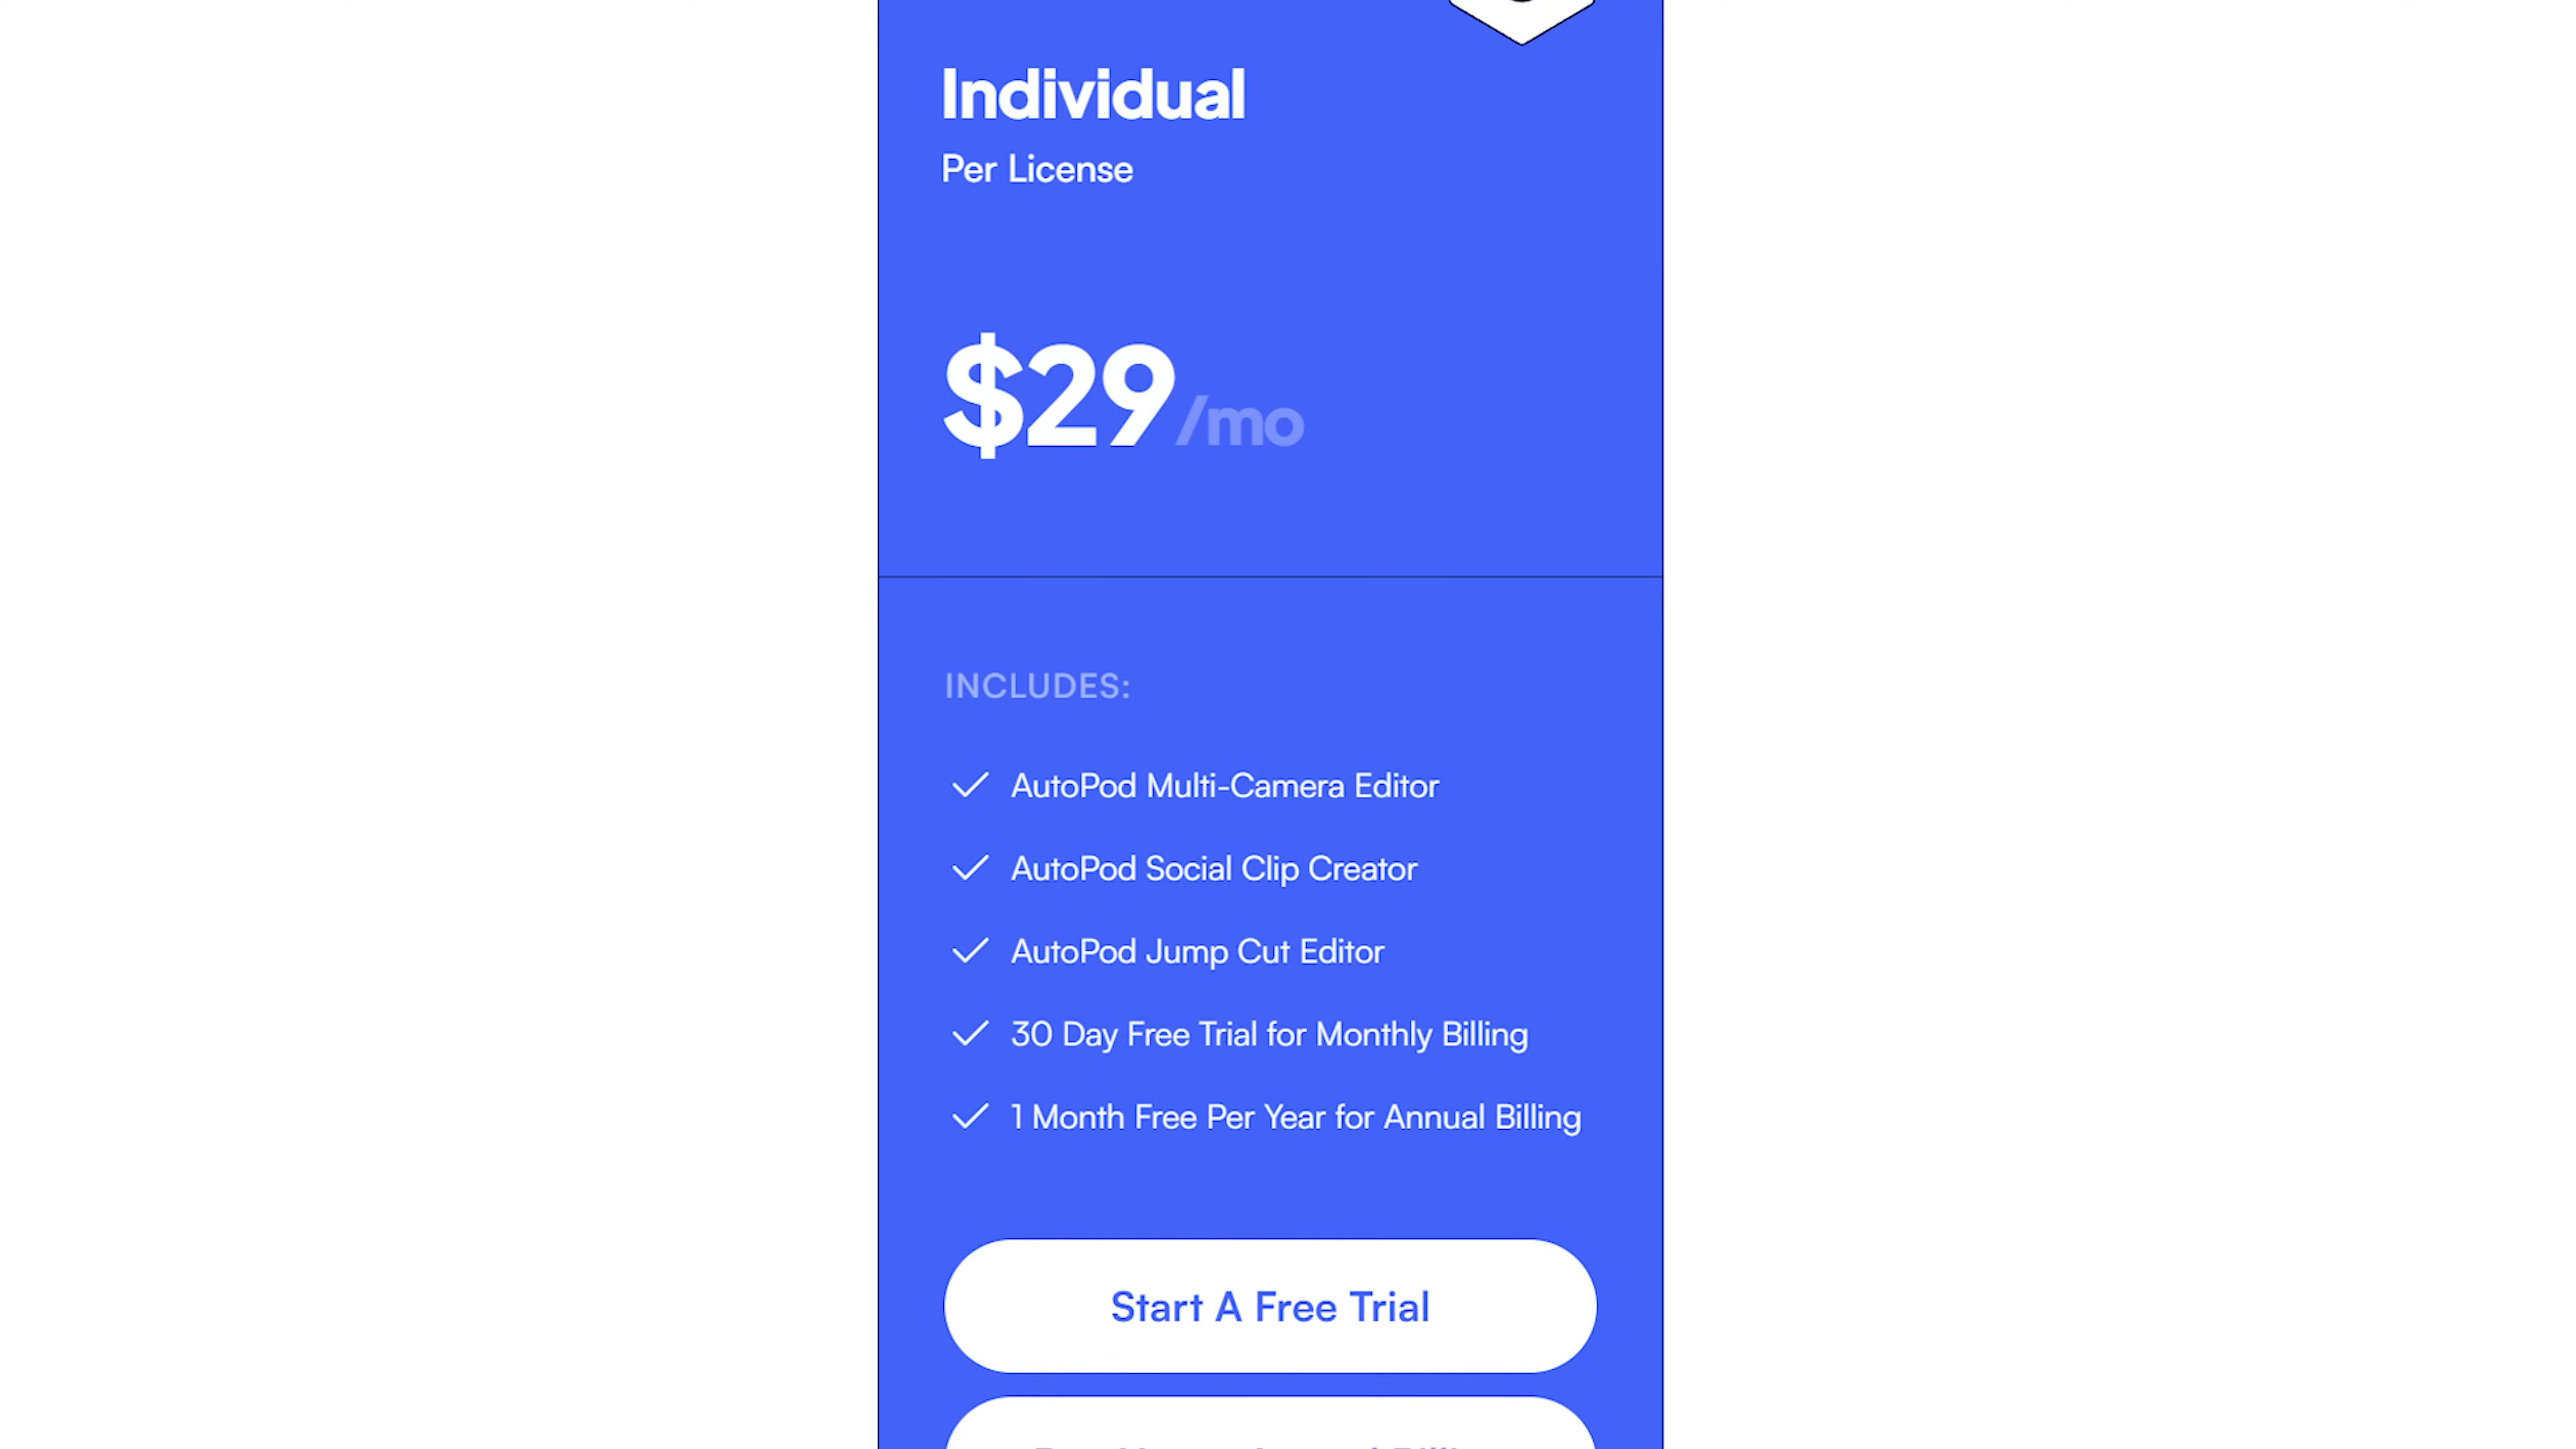 Individual
Per License
$29/mo
INCLUDES:
AutoPod Multi-Camera Editor
AutoPod Social Clip Creator
AutoPod Jump Cut Editor
30 Day Free Trial for Monthly Billing
1 Month Free Per Year for Annual Billing
Start A Free Trial